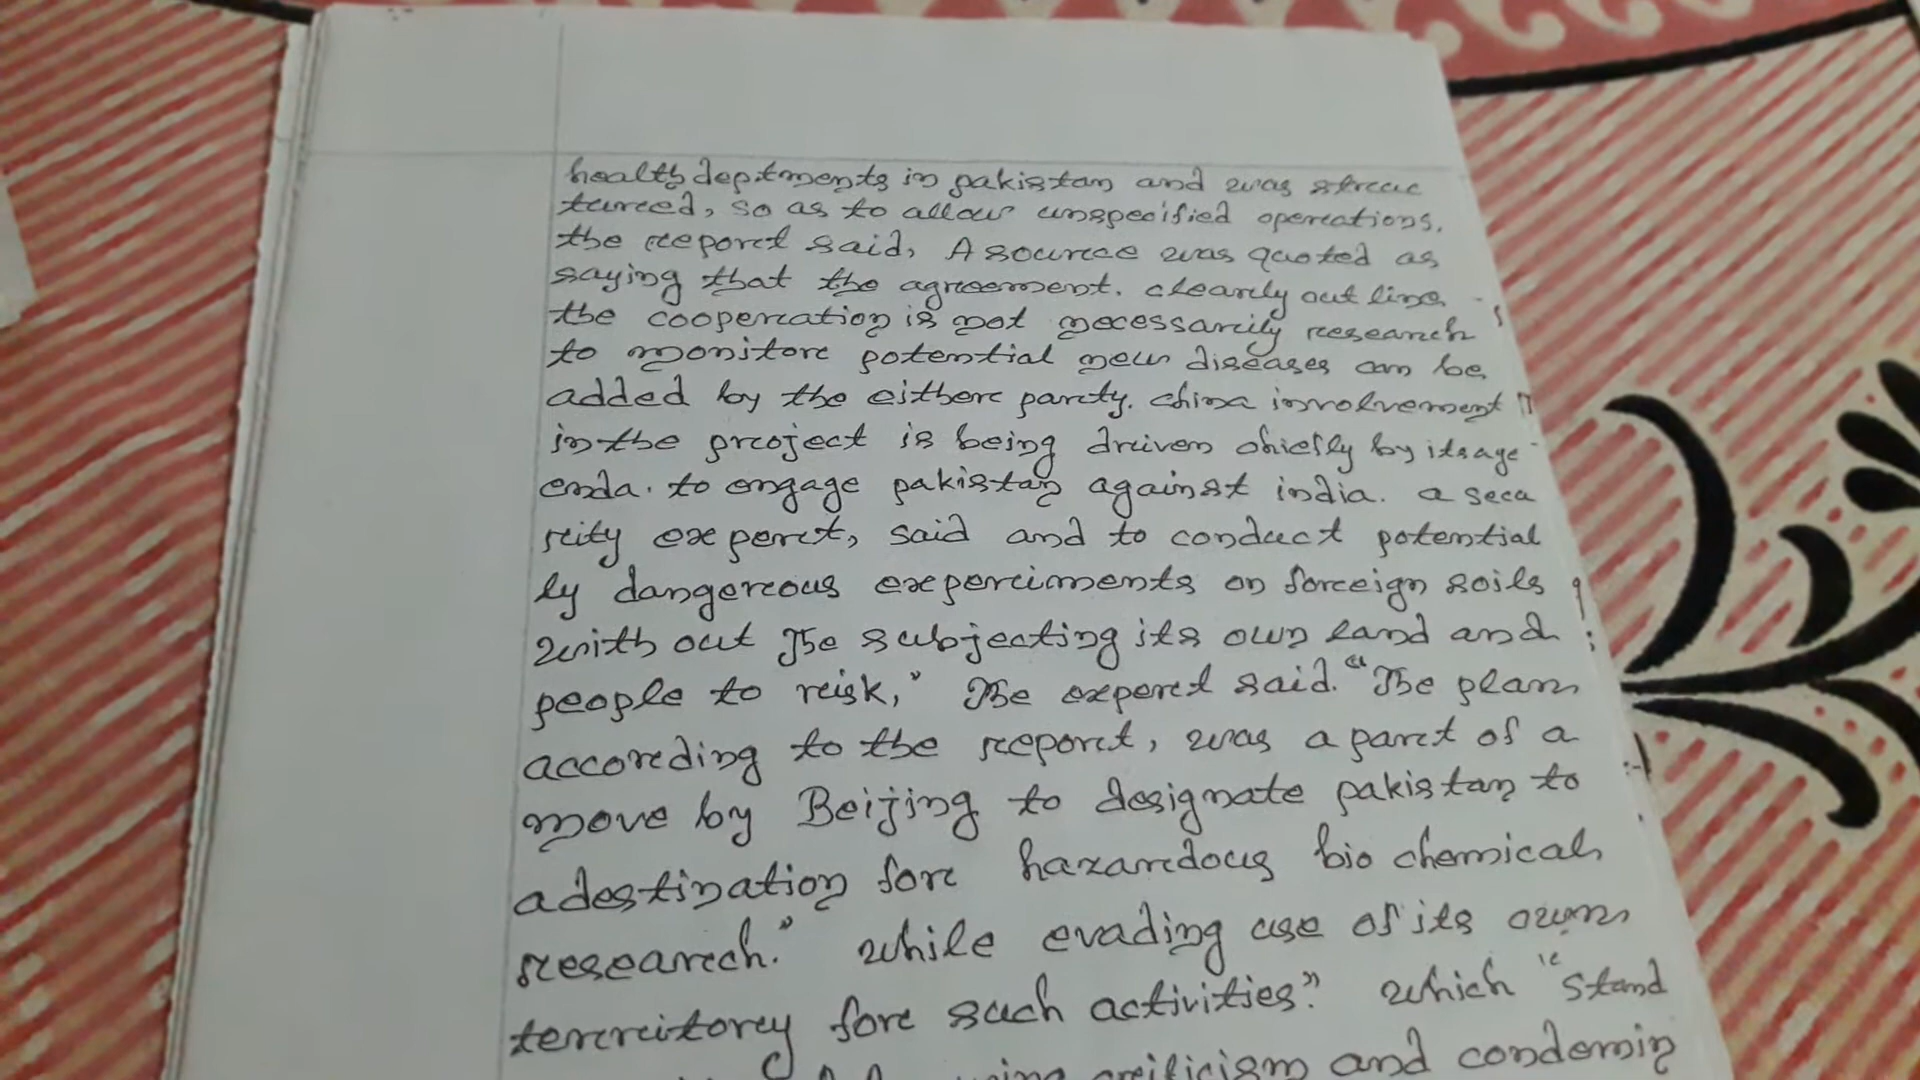 health depitments in pakistan and was struc
tured, so as to allow unspecified operations.
the report said, A source was quoted as
saying that the agreement. clearly out line
the cooperation is not necessarily research
to monitor potential new diseases can be
added by the either party. china involvement
in the project is being driven chiefly by its age
enda. to engage pakistan against india. a secu
rity expert, said and to conduct potential
ly dangerous experiments on foreign soils
with out The subjecting its own land and
people to risk," The expert said. "The plan
according to the report, was a part of a
move by Beijing to designate pakistan to
a destination for hazardous bio chemical
research." while evading use of its own
territory for such activities." which "stand
criticism and condemin